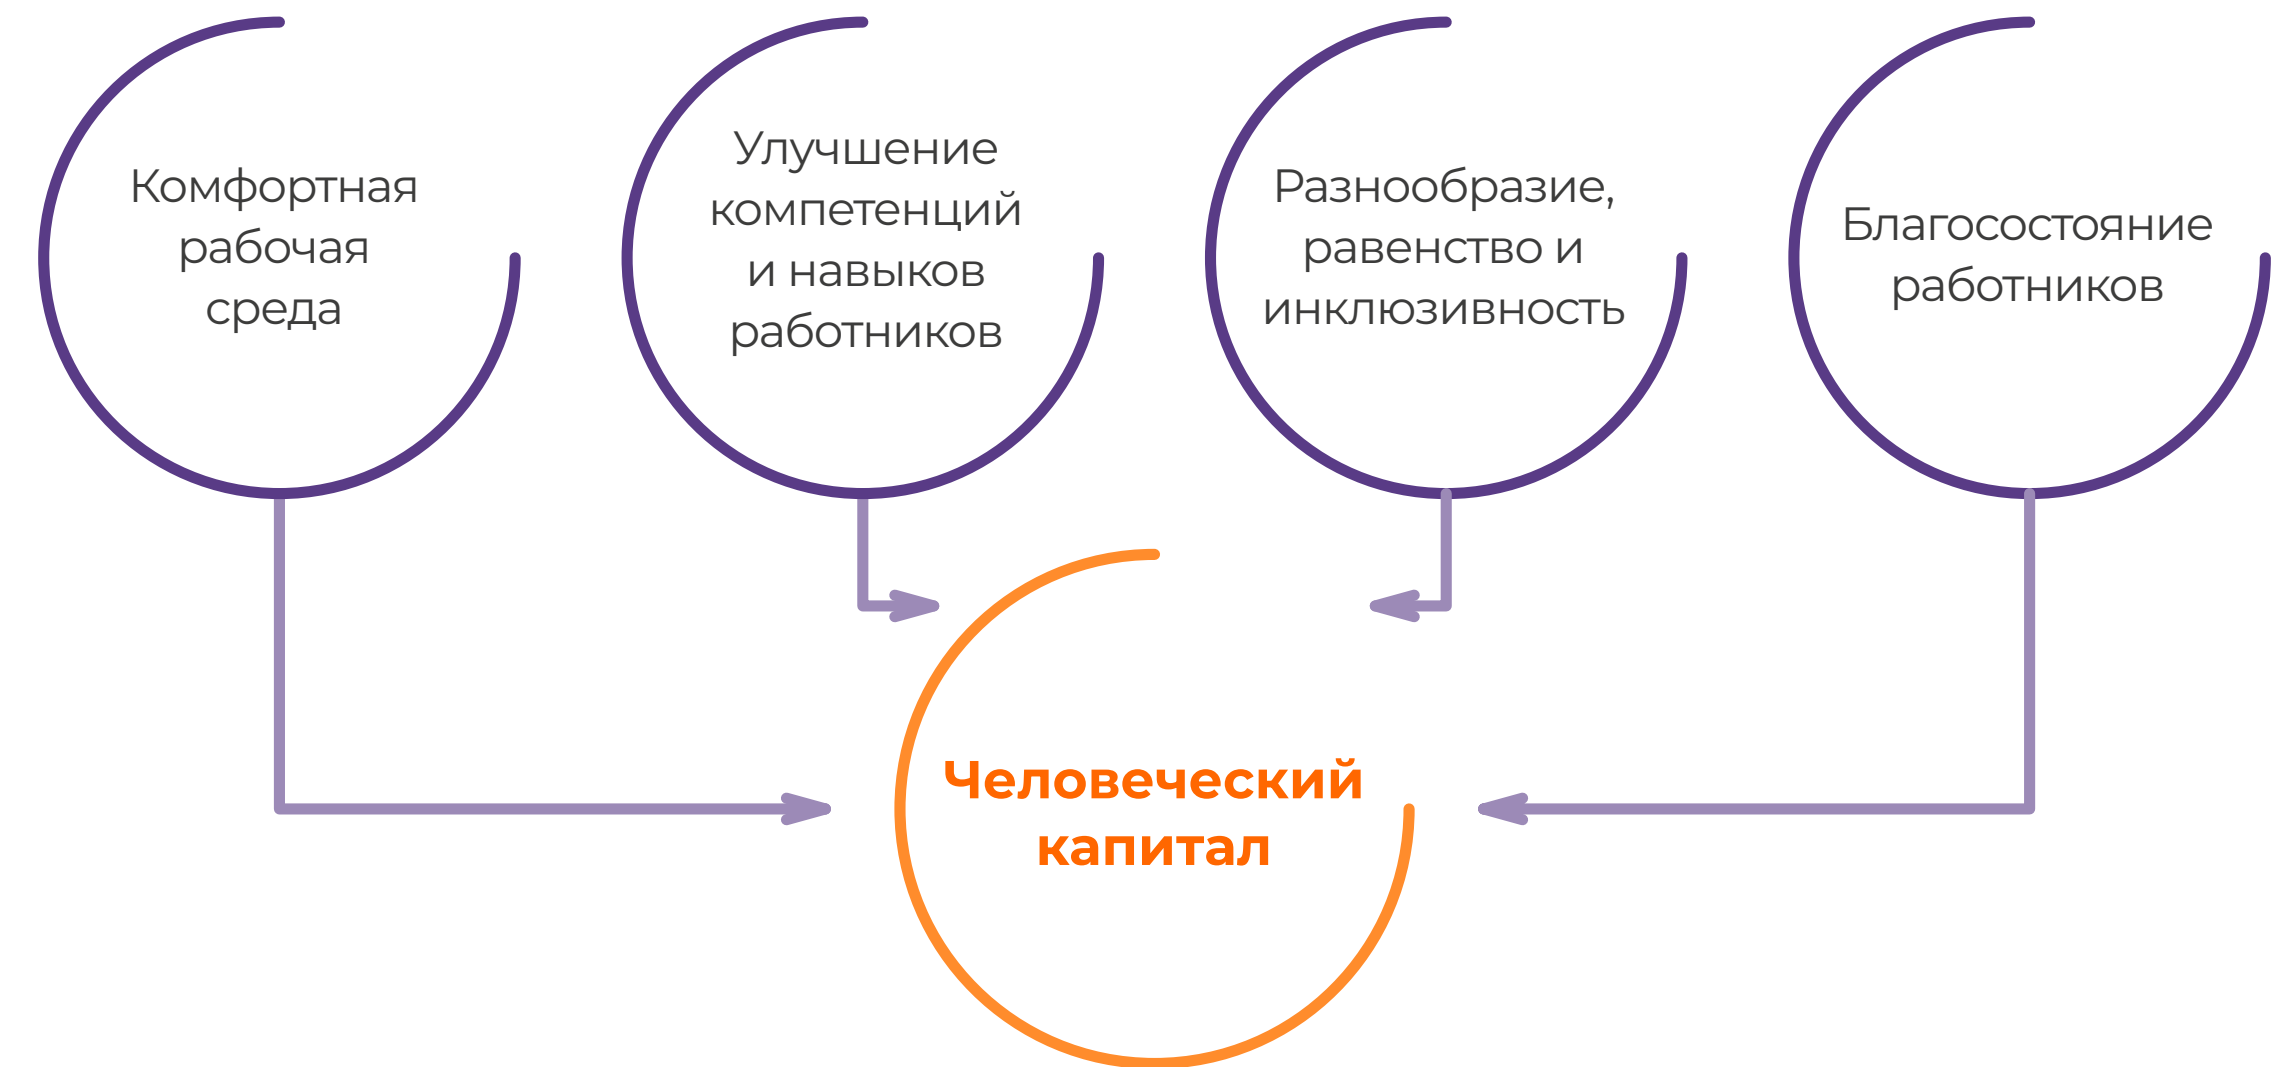 Комфортная
рабочая
среда
Улучшение
компетенций
и навыков
работников
Разнообразие,
равенство и
инклюзивность
Благосостояние
работников
Человеческий
капитал